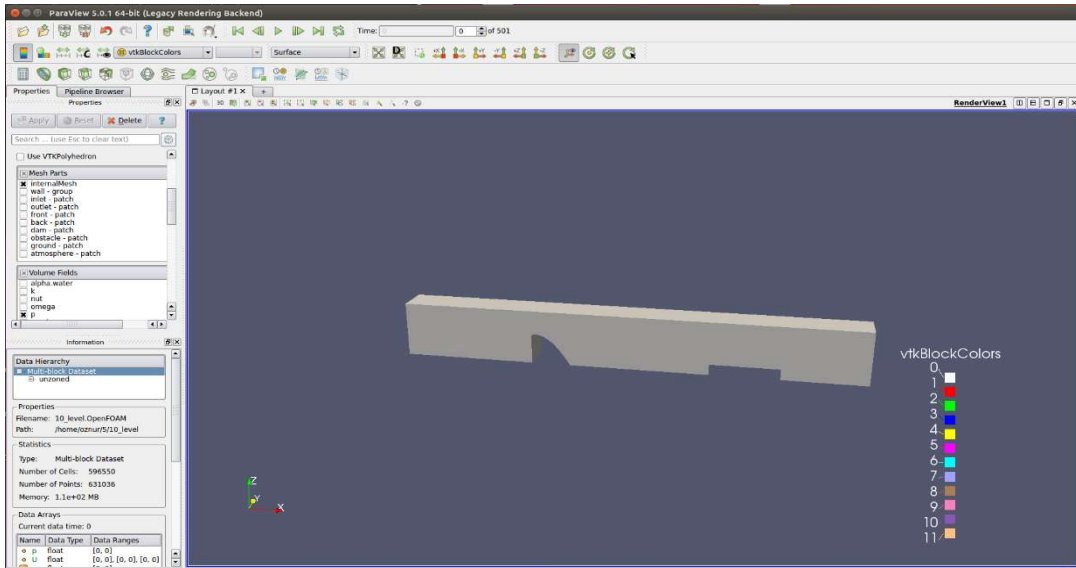 ParaView 5.0.1 64-bit (Legacy Rendering Backend)
Time: 0 0 of 501
vtkBlockColors Surface
Properties Pipeline Browser Layout #1 × +
Properties
3D RenderView1
Apply Reset Delete ?
Search ... (use Esc to clear text)
Use VTKPolyhedron
Mesh Parts
internalMesh
wall - group
inlet - patch
outlet - patch
front - patch
back - patch
dam - patch
obstacle - patch
ground - patch
atmosphere - patch
Volume Fields
alpha.water
k
nut
omega
p
Information
Data Hierarchy
Multi-block Dataset
unzoned
Properties
Filename: 10_level.OpenFOAM
Path: /home/oznur/5/10_level
Statistics
Type: Multi-block Dataset
Number of Cells: 596550
Number of Points: 631036
Memory: 1.1e+02 MB
Data Arrays
Current data time: 0
Name Data Type Data Ranges
p float [0, 0]
U float [0, 0], [0, 0], [0, 0]
Z
Y
X
vtkBlockColors
0
1
2
3
4
5
6
7
8
9
10
11